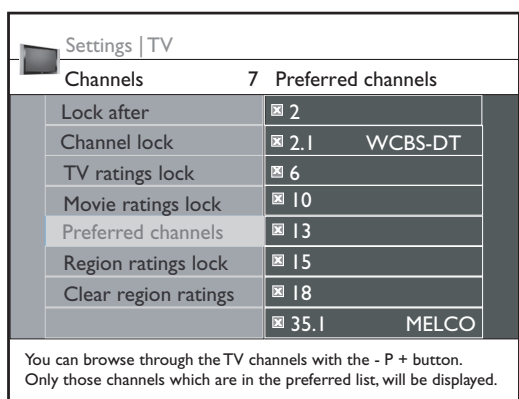 Settings | TV
Channels 7 Preferred channels
Lock after
Channel lock
TV ratings lock
Movie ratings lock
Preferred channels
Region ratings lock
Clear region ratings
2
2.1 WCBS-DT
6
10
13
15
18
35.1 MELCO
You can browse through the TV channels with the - P + button.
Only those channels which are in the preferred list, will be displayed.